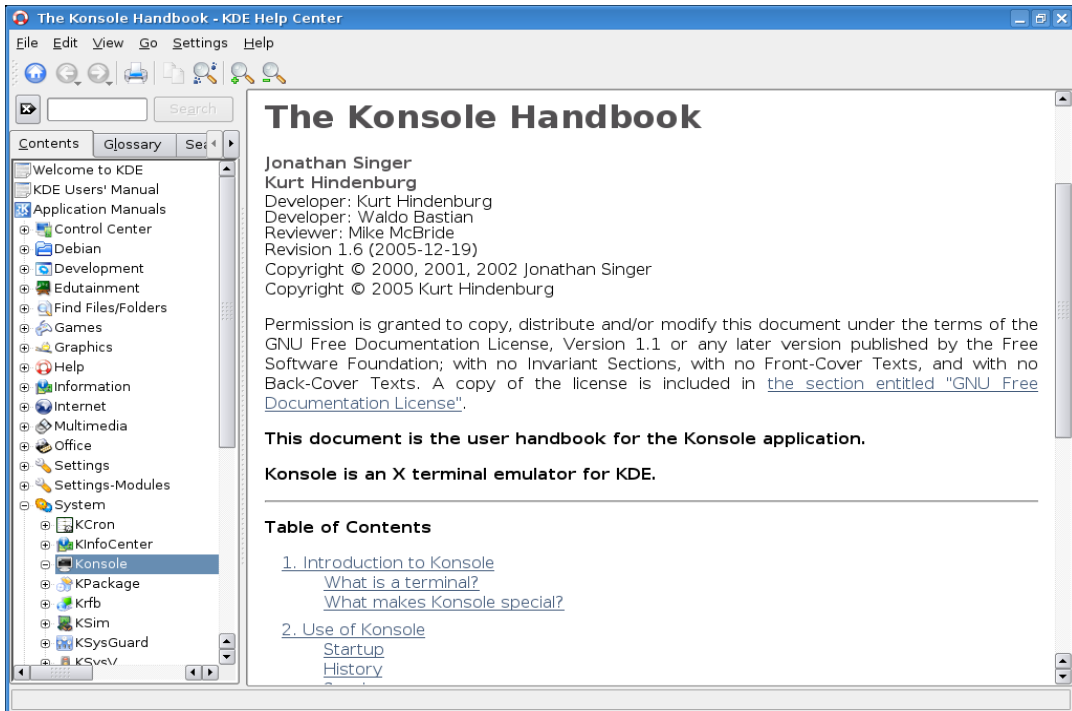 The Konsole Handbook - KDE Help Center
File Edit View Go Settings Help
Search
Contents Glossary
Welcome to KDE
KDE Users' Manual
Application Manuals
Control Center
Debian
Development
Edutainment
Find Files/Folders
Games
Graphics
Help
Information
Internet
Multimedia
Office
Settings
Settings-Modules
System
KCron
KInfoCenter
Konsole
KPackage
Krfb
KSim
KSysGuard
KSysV
The Konsole Handbook
Jonathan Singer
Kurt Hindenburg
Developer: Kurt Hindenburg
Developer: Waldo Bastian
Reviewer: Mike McBride
Revision 1.6 (2005-12-19)
Copyright © 2000, 2001, 2002 Jonathan Singer
Copyright © 2005 Kurt Hindenburg
Permission is granted to copy, distribute and/or modify this document under the terms of the
GNU Free Documentation License, Version 1.1 or any later version published by the Free
Software Foundation; with no Invariant Sections, with no Front-Cover Texts, and with no
Back-Cover Texts. A copy of the license is included in the section entitled "GNU Free
Documentation License".
This document is the user handbook for the Konsole application.
Konsole is an X terminal emulator for KDE.
Table of Contents
1. Introduction to Konsole
What is a terminal?
What makes Konsole special?
2. Use of Konsole
Startup
History